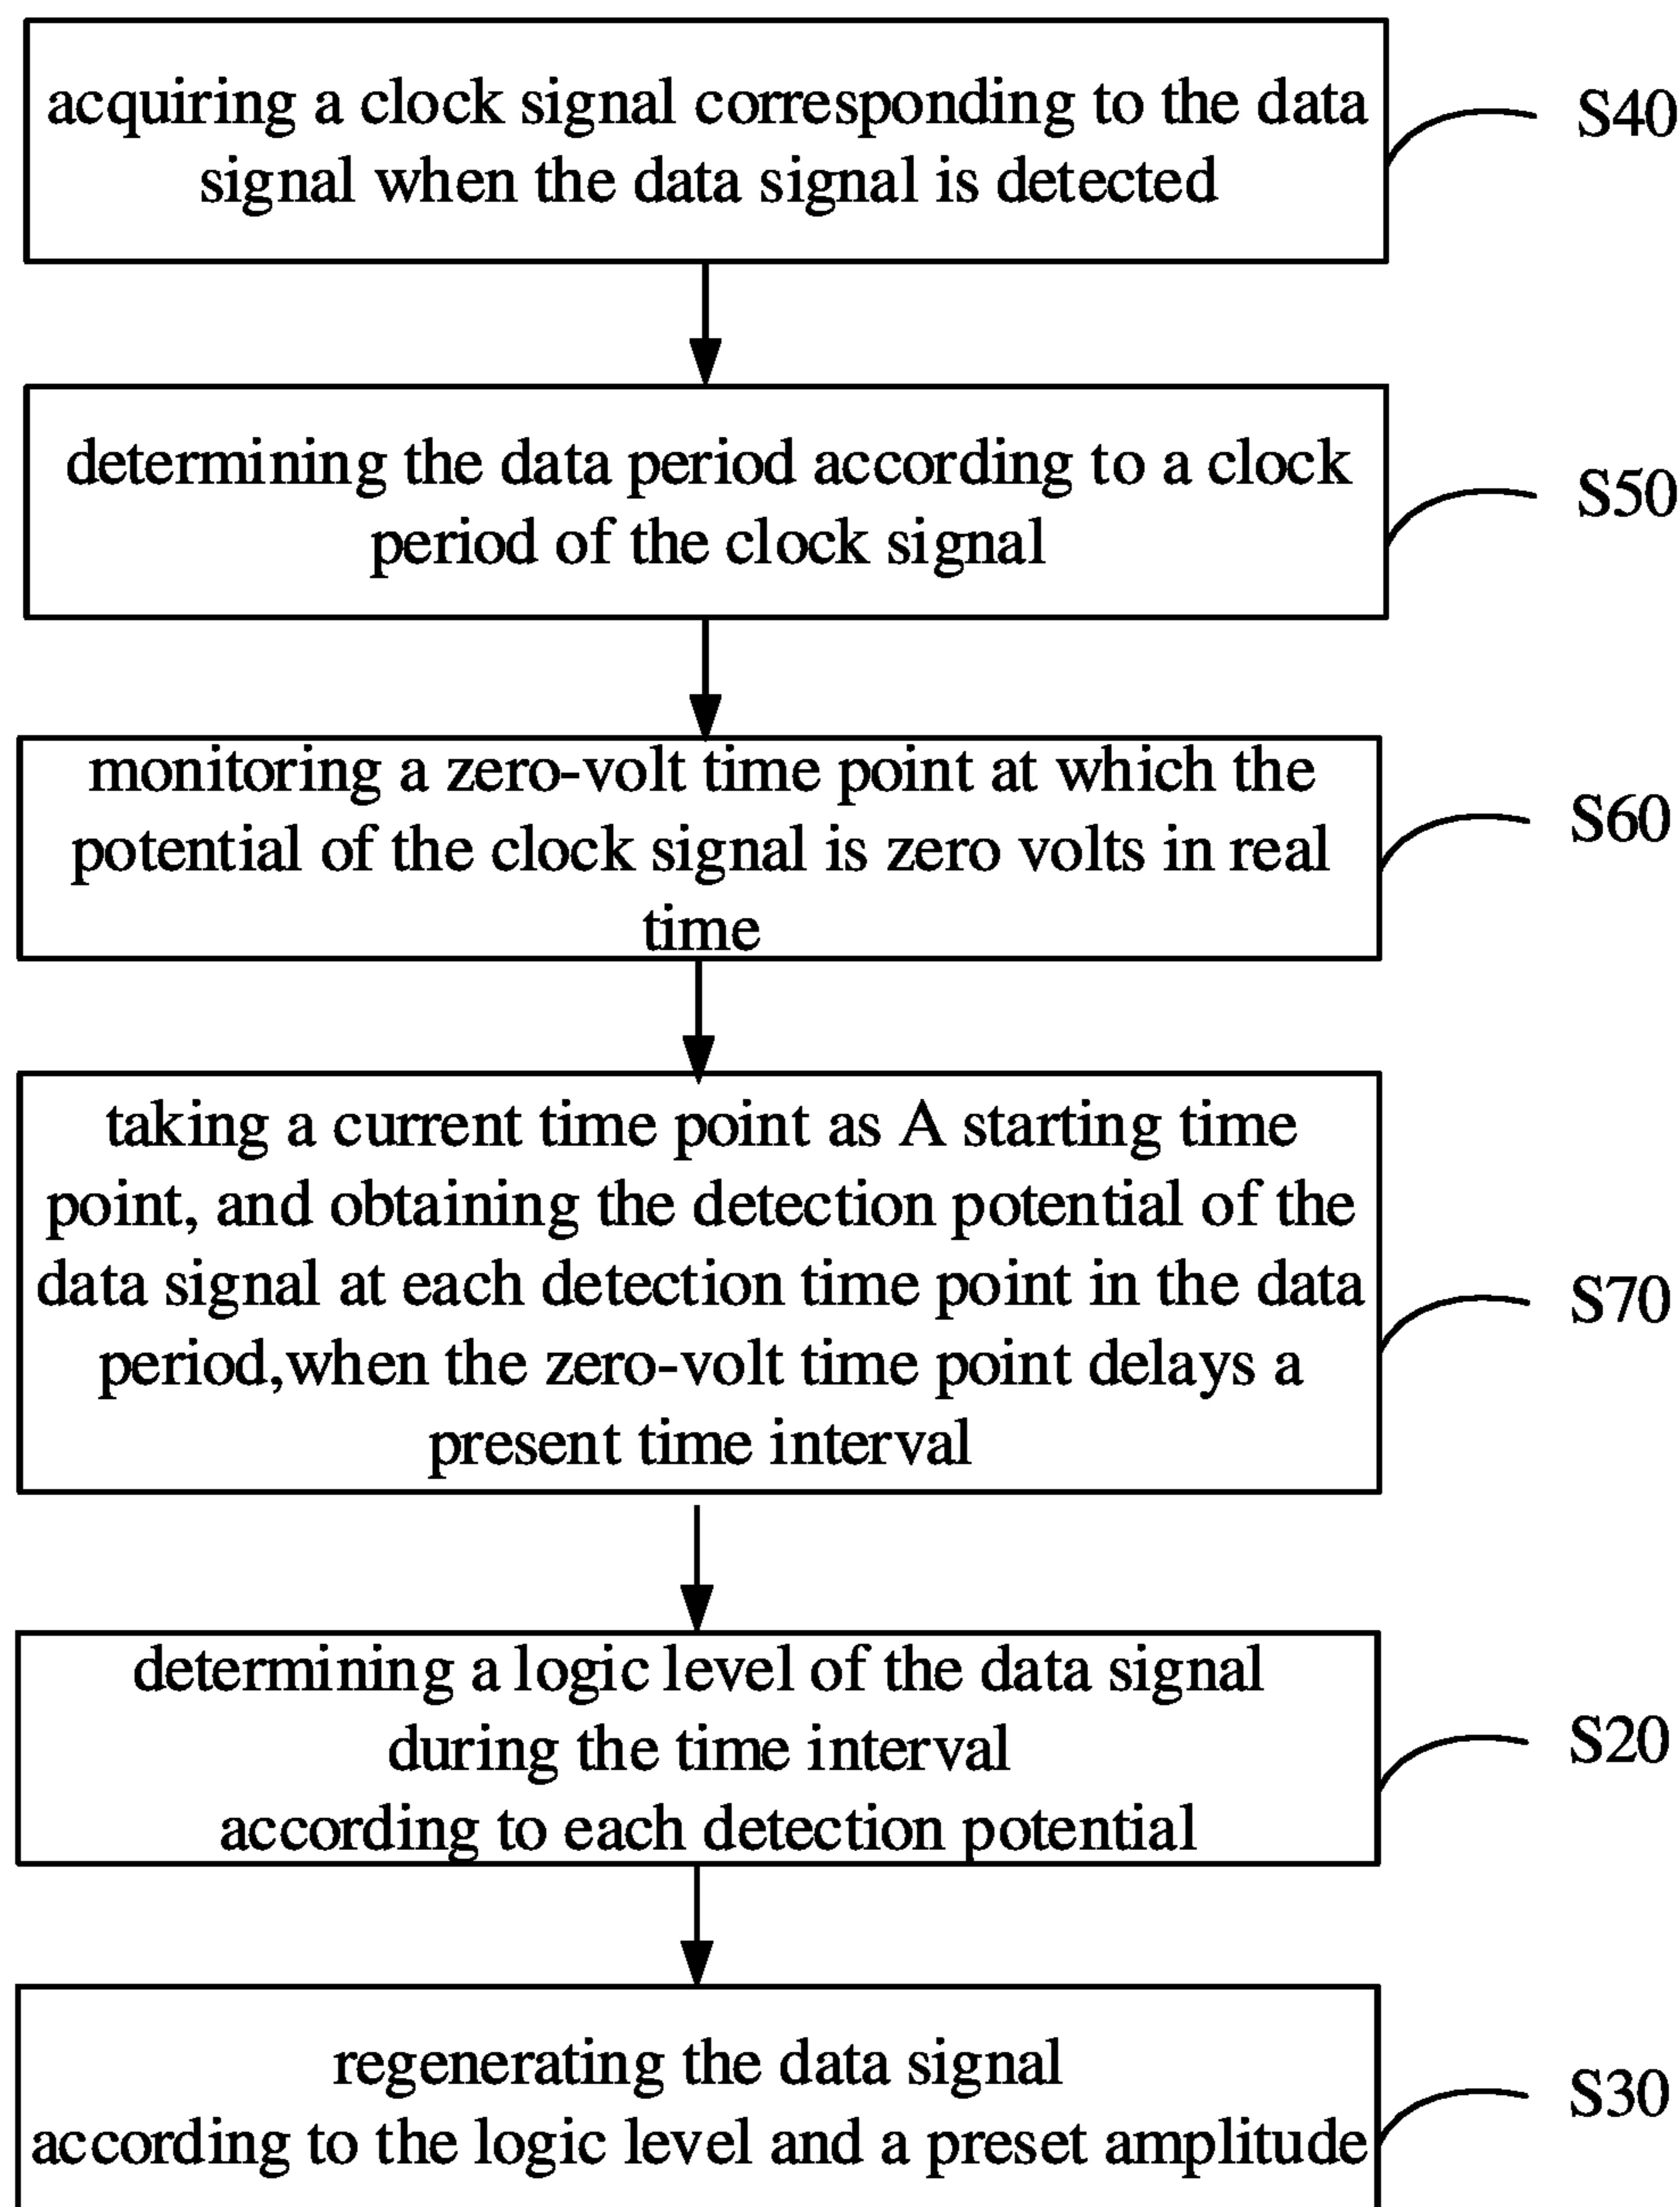 acquiring a clock signal corresponding to the data
signal when the data signal is detected
S40
determining the data period according to a clock
period of the clock signal
S50
monitoring a zero-volt time point at which the
potential of the clock signal is zero volts in real
time
S60
taking a current time point as A starting time
point, and obtaining the detection potential of the
data signal at each detection time point in the data
period,when the zero-volt time point delays a
present time interval
S70
determining a logic level of the data signal
during the time interval
according to each detection potential
S20
regenerating the data signal
according to the logic level and a preset amplitude
S30